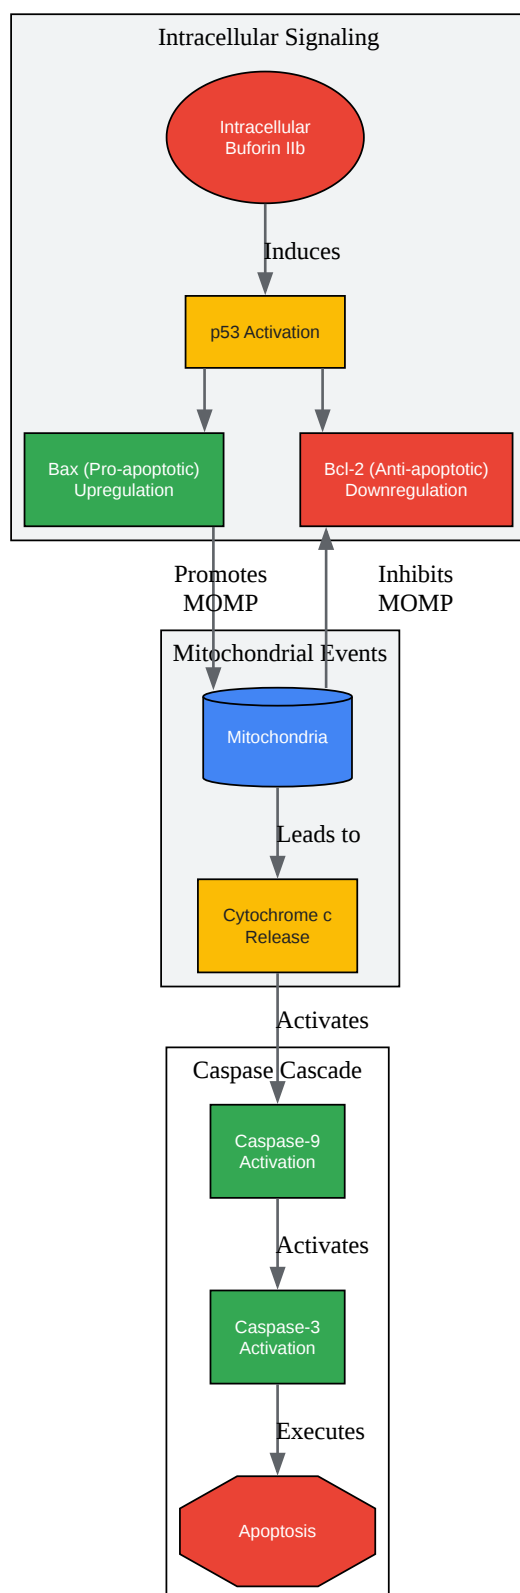 Intracellular Signaling
Intracellular
Buforin IIb
Induces
p53 Activation
Bax (Pro-apoptotic)
Upregulation
Bcl-2 (Anti-apoptotic)
Downregulation
Promotes
MOMP
Inhibits
MOMP
Mitochondrial Events
Mitochondria
Leads to
Cytochrome c
Release
Activates
Caspase Cascade
Caspase-9
Activation
Activates
Caspase-3
Activation
Executes
Apoptosis